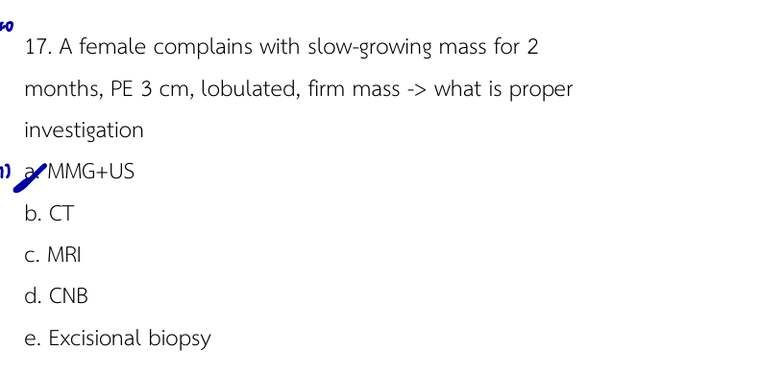 17. A female complains with slow-growing mass for 2
months, PE 3 cm, lobulated, firm mass -> what is proper
investigation
a. MMG+US
b. CT
c. MRI
d. CNB
e. Excisional biopsy